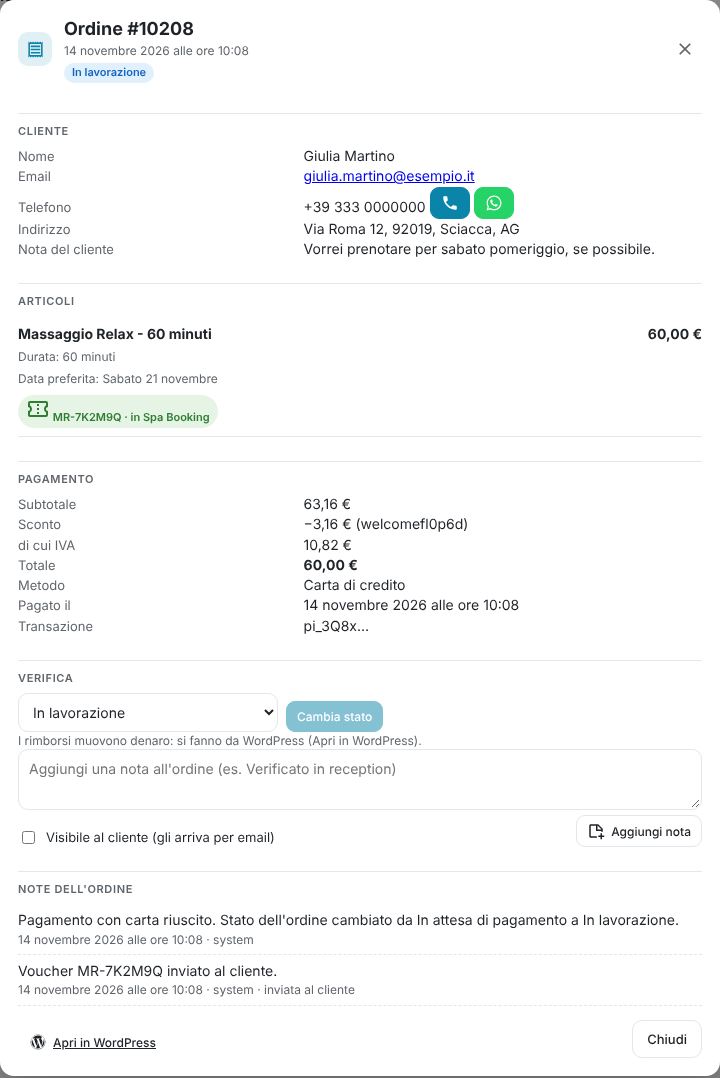 Ordine #10208
14 novembre 2026 alle ore 10:08
In lavorazione
CLIENTE
Nome Giulia Martino
Email giulia.martino@esempio.it
Telefono +39 333 0000000
Indirizzo Via Roma 12, 92019, Sciacca, AG
Nota del cliente Vorrei prenotare per sabato pomeriggio, se possibile.
ARTICOLI
Massaggio Relax - 60 minuti 60,00 €
Durata: 60 minuti
Data preferita: Sabato 21 novembre
MR-7K2M9Q · in Spa Booking
PAGAMENTO
Subtotale 63,16 €
Sconto −3,16 € (welcomefl0p6d)
di cui IVA 10,82 €
Totale 60,00 €
Metodo Carta di credito
Pagato il 14 novembre 2026 alle ore 10:08
Transazione pi_3Q8x...
VERIFICA
In lavorazione Cambia stato
I rimborsi muovono denaro: si fanno da WordPress (Apri in WordPress).
Aggiungi una nota all'ordine (es. Verificato in reception)
Visibile al cliente (gli arriva per email) Aggiungi nota
NOTE DELL'ORDINE
Pagamento con carta riuscito. Stato dell'ordine cambiato da In attesa di pagamento a In lavorazione.
14 novembre 2026 alle ore 10:08 · system
Voucher MR-7K2M9Q inviato al cliente.
14 novembre 2026 alle ore 10:08 · system · inviata al cliente
Apri in WordPress Chiudi